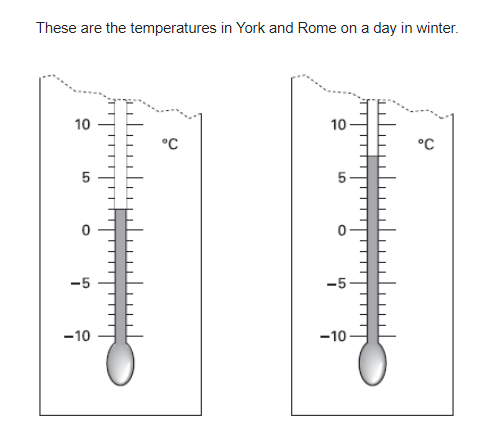 These are the temperatures in York and Rome on a day in winter.
10 10
°C °C
5 5
0 0
−5 −5
−10 −10